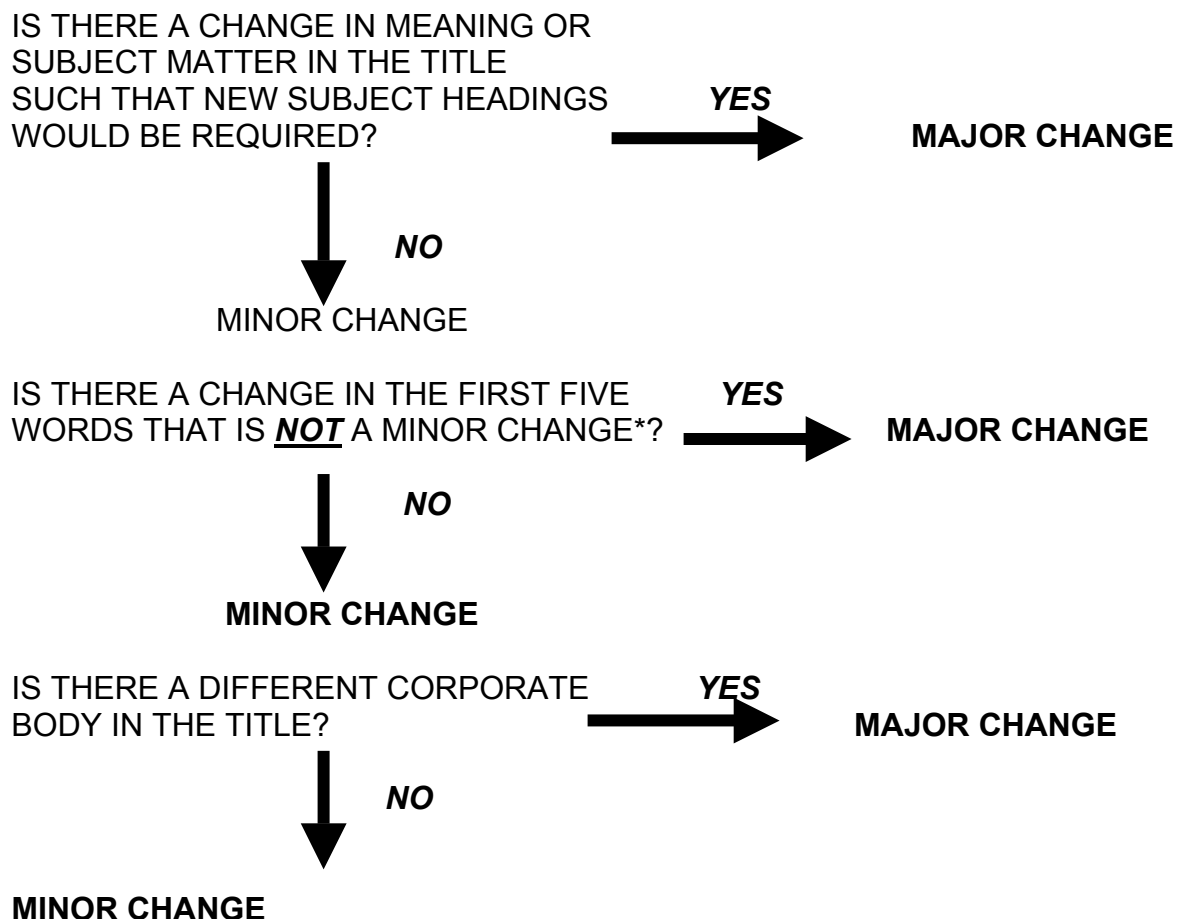 IS THERE A CHANGE IN MEANING OR
SUBJECT MATTER IN THE TITLE
SUCH THAT NEW SUBJECT HEADINGS YES
WOULD BE REQUIRED? MAJOR CHANGE
NO
MINOR CHANGE
IS THERE A CHANGE IN THE FIRST FIVE YES
WORDS THAT IS NOT A MINOR CHANGE*? MAJOR CHANGE
NO
MINOR CHANGE
IS THERE A DIFFERENT CORPORATE YES
BODY IN THE TITLE? MAJOR CHANGE
NO
MINOR CHANGE